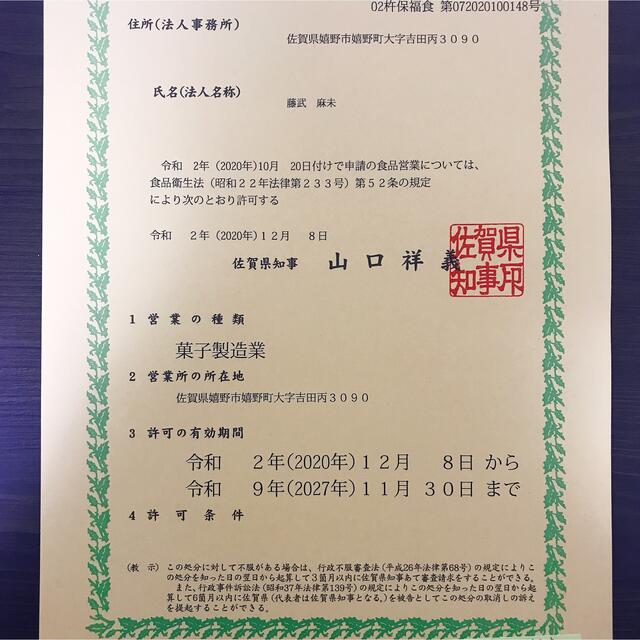 02杵保福食 第072020100148号
住所(法人事務所)
佐賀県嬉野市嬉野町大字吉田丙３０９０
氏名(法人名称)
藤武 麻未
令和 2年 (2020年)10月 20日付けで申請の食品営業については、
食品衛生法（昭和２２年法律第２３３号）第５２条の規定
により次のとおり許可する
令和 ２年 (2020年)１２月 ８日
佐賀県知事 山口祥義
佐賀県
知事印
1 営業の種類
菓子製造業
2 営業所の所在地
佐賀県嬉野市嬉野町大字吉田丙３０９０
3 許可の有効期間
令和 ２年(2020年)１２月 ８日 から
令和 ９年(2027年)１１月 ３０日 まで
4 許可条件
(教 示) この処分に対して不服がある場合は、行政不服審査法(平成26年法律第68号)の規定によりこ
の処分を知った日の翌日から起算して３箇月以内に佐賀県知事あて審査請求をすることができる。
また、行政事件訴訟法(昭和37年法律第139号)の規定によりこの処分を知った日の翌日から起
算して6箇月以内に佐賀県(代表者は佐賀県知事となる。)を被告としてこの処分の取消しの訴え
を提起することができる。